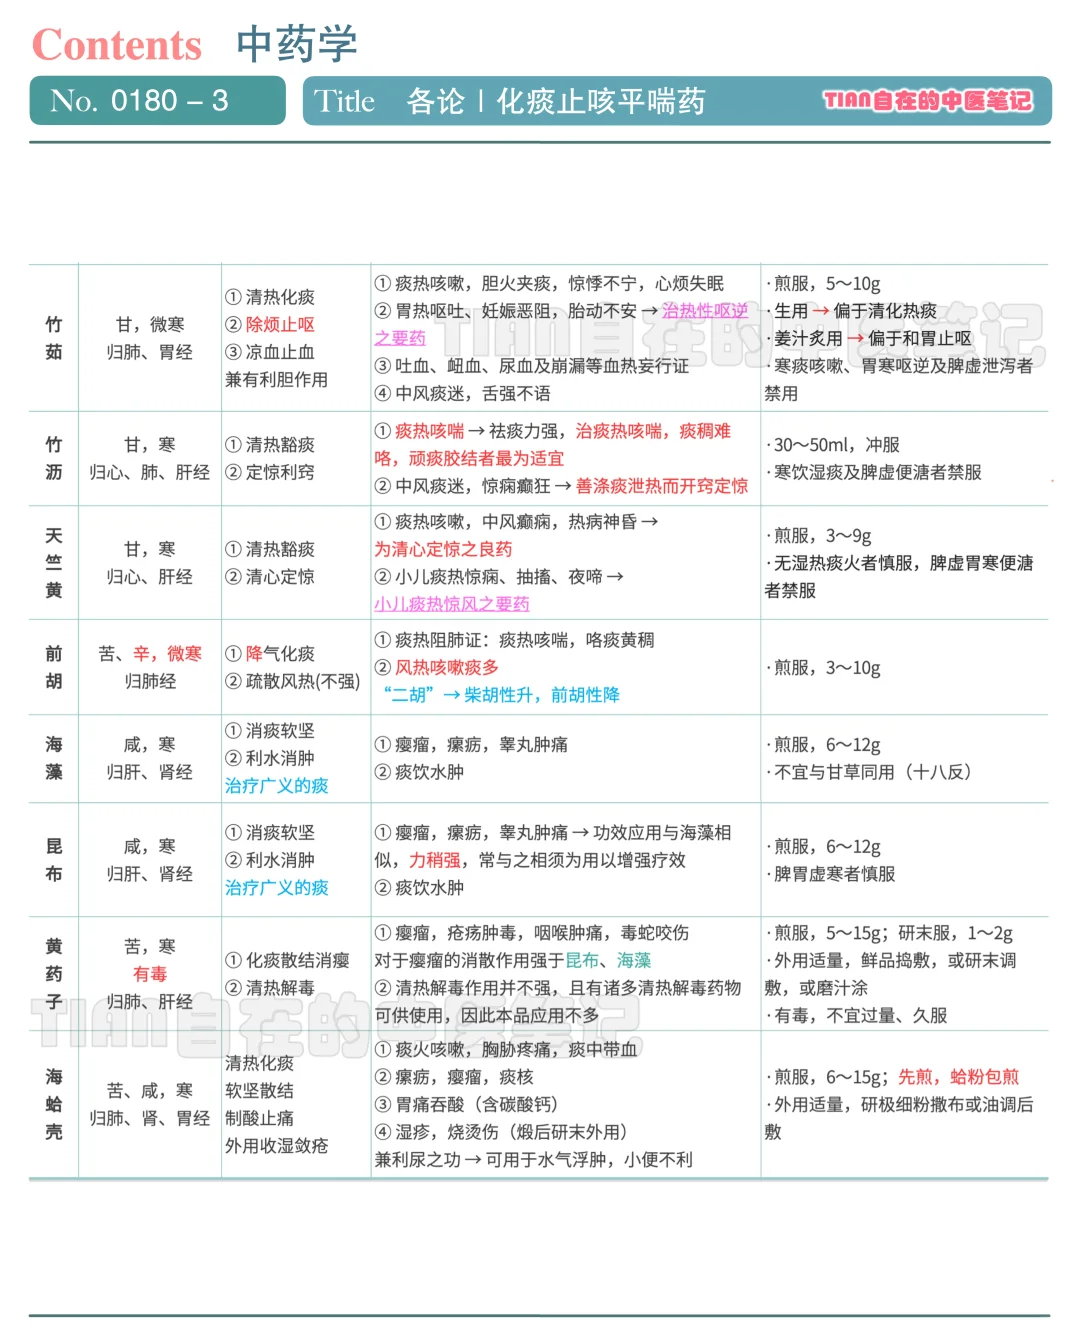 Contents 中药学
No. 0180 – 3
Title 各论 | 化痰止咳平喘药
TIAN自在的中医笔记
竹
茹
甘，微寒
归肺、胃经
① 清热化痰
② 除烦止呕
③ 凉血止血
兼有利胆作用
① 痰热咳嗽，胆火夹痰，惊悸不宁，心烦失眠
② 胃热呕吐、妊娠恶阻，胎动不安 → 治热性呕逆
之要药
③ 吐血、衄血、尿血及崩漏等血热妄行证
④ 中风痰迷，舌强不语
·煎服，5～10g
·生用 → 偏于清化热痰
·姜汁炙用 → 偏于和胃止呕
·寒痰咳嗽、胃寒呕逆及脾虚泄泻者
禁用
竹
沥
甘，寒
归心、肺、肝经
① 清热豁痰
② 定惊利窍
① 痰热咳喘 → 祛痰力强，治痰热咳喘，痰稠难
咯，顽痰胶结者最为适宜
② 中风痰迷，惊痫癫狂 → 善涤痰泄热而开窍定惊
·30～50ml，冲服
·寒饮湿痰及脾虚便溏者禁服
天
竺
黄
甘，寒
归心、肝经
① 清热豁痰
② 清心定惊
① 痰热咳嗽，中风癫痫，热病神昏 →
为清心定惊之良药
② 小儿痰热惊痫、抽搐、夜啼 →
小儿痰热惊风之要药
·煎服，3～9g
·无湿热痰火者慎服，脾虚胃寒便溏
者禁服
前
胡
苦、辛，微寒
归肺经
① 降气化痰
② 疏散风热(不强)
① 痰热阻肺证：痰热咳喘，咯痰黄稠
② 风热咳嗽痰多
“二胡” → 柴胡性升，前胡性降
·煎服，3～10g
海
藻
咸，寒
归肝、肾经
① 消痰软坚
② 利水消肿
治疗广义的痰
① 瘿瘤，瘰疬，睾丸肿痛
② 痰饮水肿
·煎服，6～12g
·不宜与甘草同用（十八反）
昆
布
咸，寒
归肝、肾经
① 消痰软坚
② 利水消肿
治疗广义的痰
① 瘿瘤，瘰疬，睾丸肿痛 → 功效应用与海藻相
似，力稍强，常与之相须为用以增强疗效
② 痰饮水肿
·煎服，6～12g
·脾胃虚寒者慎服
黄
药
子
苦，寒
有毒
归肺、肝经
① 化痰散结消瘿
② 清热解毒
① 瘿瘤，疮疡肿毒，咽喉肿痛，毒蛇咬伤
对于瘿瘤的消散作用强于昆布、海藻
② 清热解毒作用并不强，且有诸多清热解毒药物
可供使用，因此本品应用不多
·煎服，5～15g；研末服，1～2g
·外用适量，鲜品捣敷，或研末调
敷，或磨汁涂
·有毒，不宜过量、久服
海
蛤
壳
苦、咸，寒
归肺、肾、胃经
清热化痰
软坚散结
制酸止痛
外用收湿敛疮
① 痰火咳嗽，胸胁疼痛，痰中带血
② 瘰疬，瘿瘤，痰核
③ 胃痛吞酸（含碳酸钙）
④ 湿疹，烧烫伤（煅后研末外用）
兼利尿之功 → 可用于水气浮肿，小便不利
·煎服，6～15g；先煎，蛤粉包煎
·外用适量，研极细粉撒布或油调后
敷
TIAN自在的中医笔记
TIAN自在的中医笔记